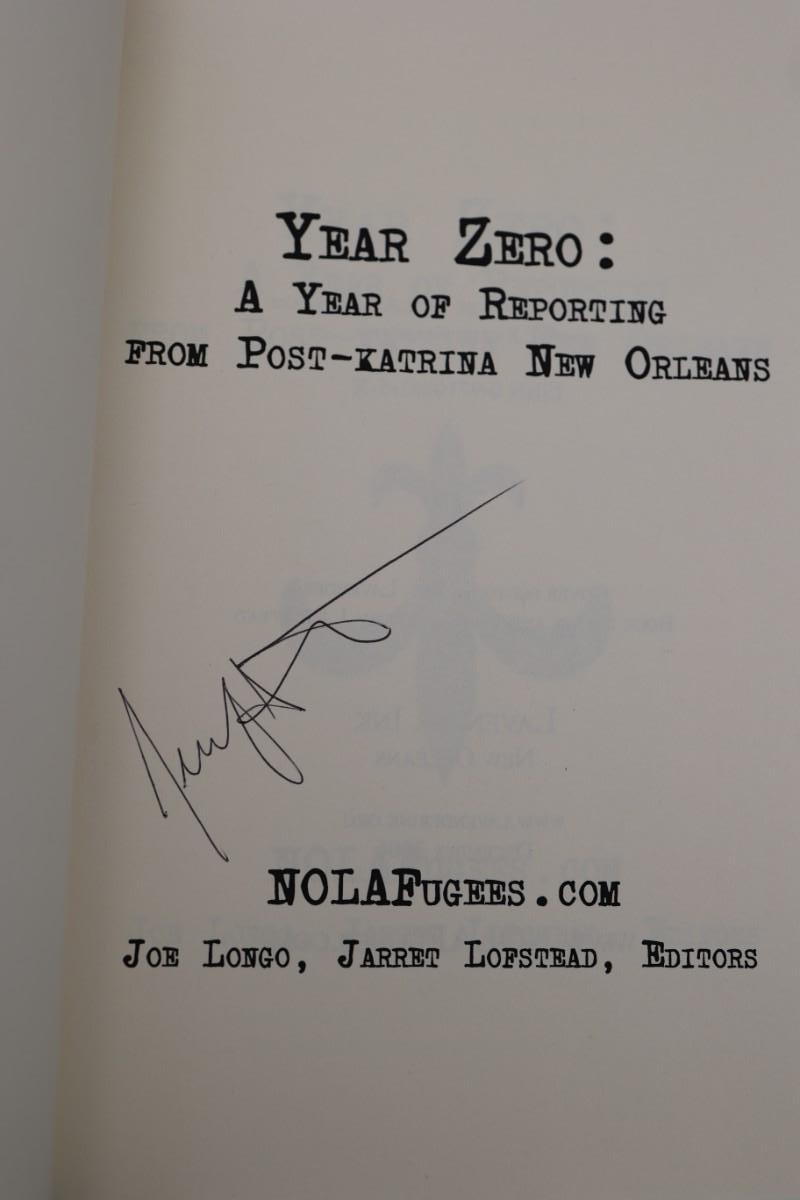 YEAR ZERO:
A YEAR OF REPORTING
FROM POST-KATRINA NEW ORLEANS
NOLAFUGEES.COM
JOE LONGO, JARRET LOFSTEAD, EDITORS